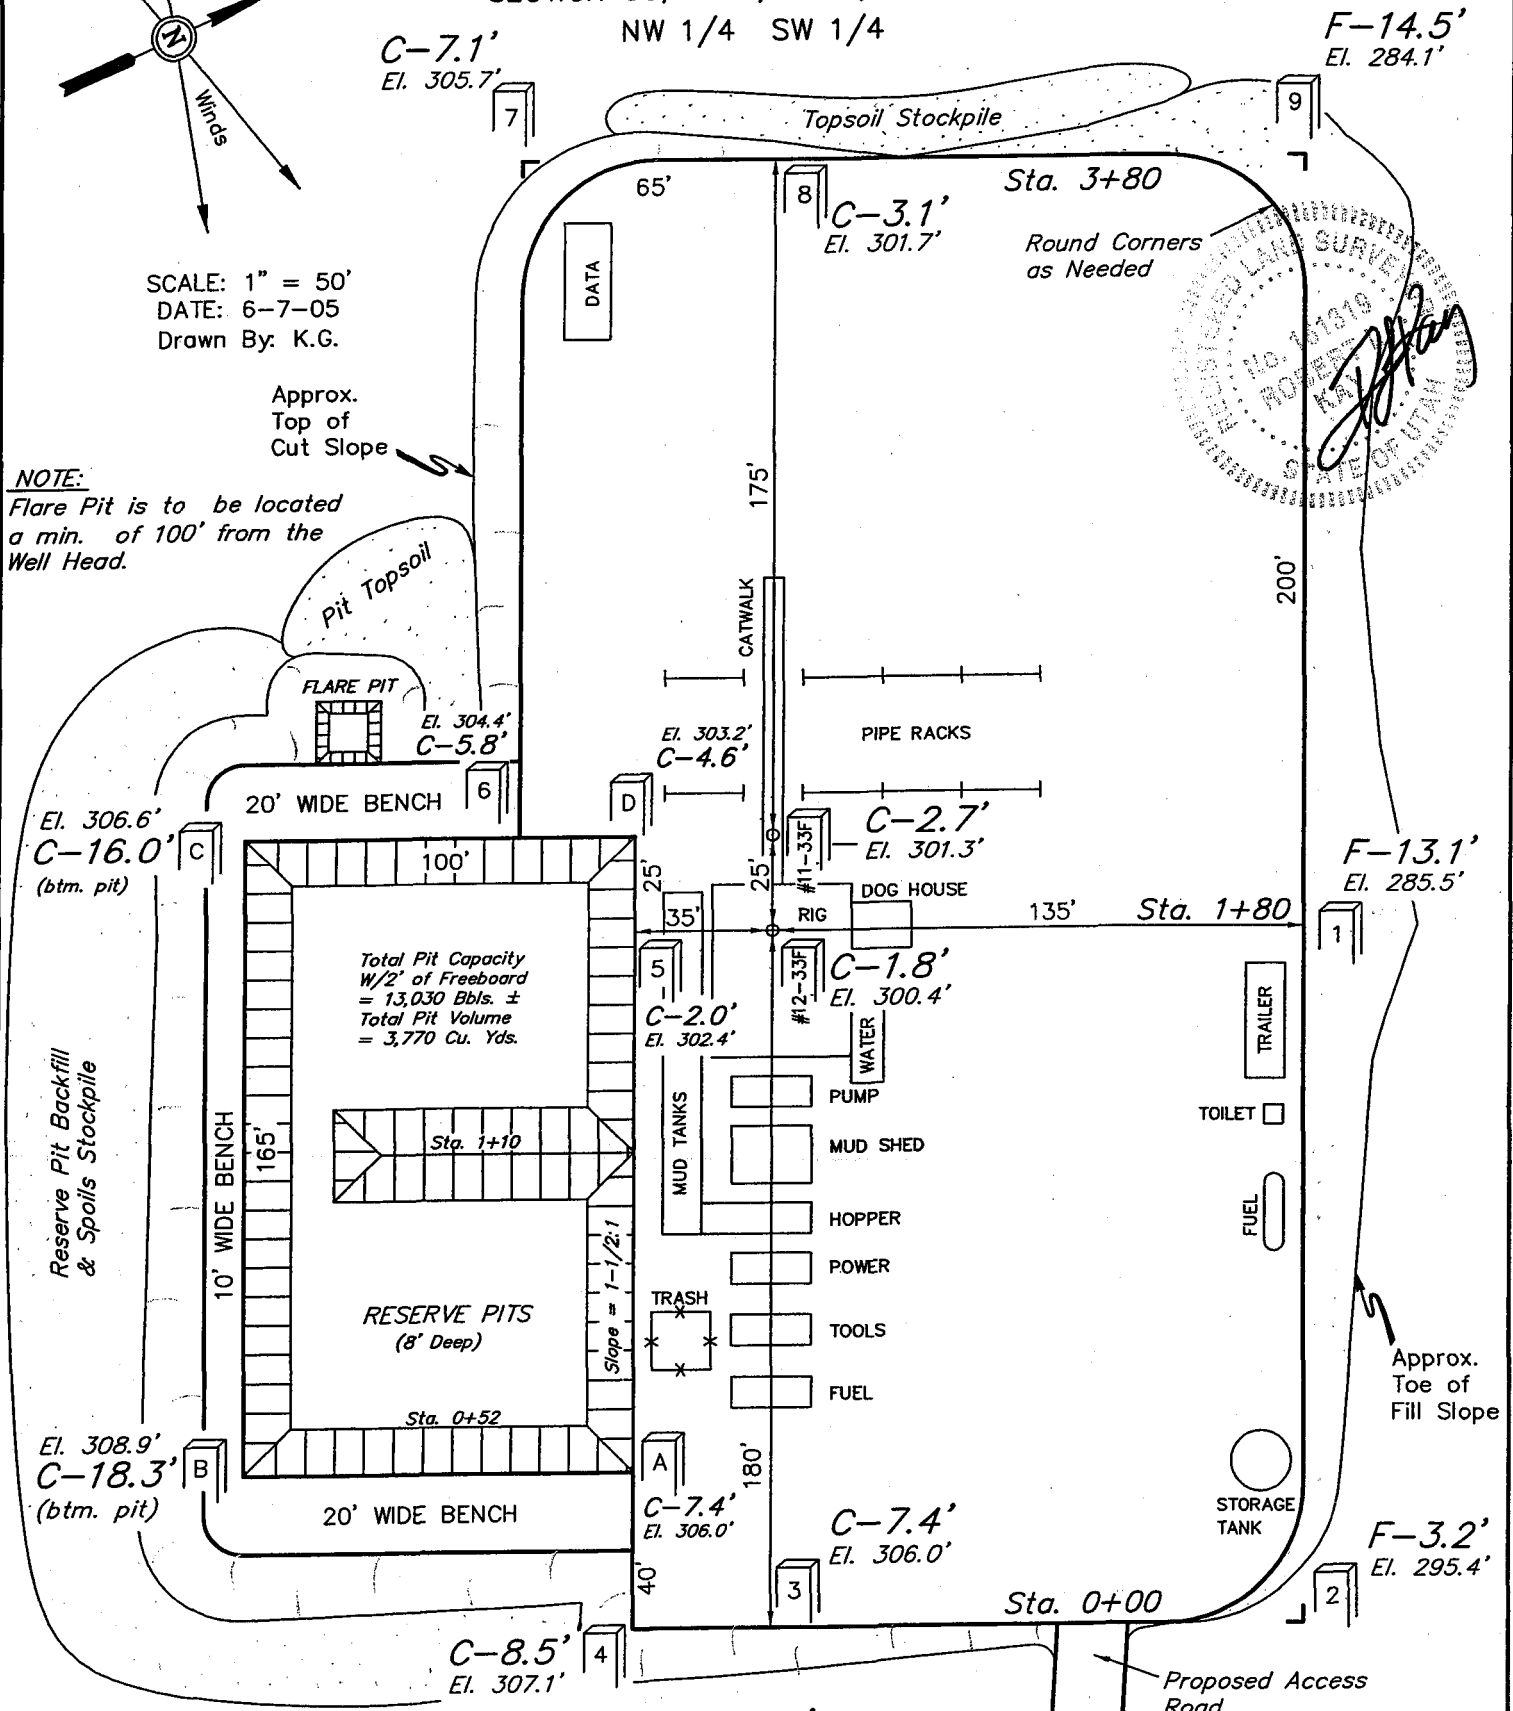 NW 1/4 SW 1/4
C-7.1'
El. 305.7'
F-14.5'
El. 284.1'
N
Winds
7
9
Topsoil Stockpile
65'
8
Sta. 3+80
C-3.1'
El. 301.7'
Round Corners
as Needed
DATA
SCALE: 1" = 50'
DATE: 6-7-05
Drawn By: K.G.
REGISTERED LAND SURVEYOR
No. 161319
ROBERT
KAY
STATE OF UTAH
Approx.
Top of
Cut Slope
NOTE:
Flare Pit is to be located
a min. of 100' from the
Well Head.
175'
200'
Pit Topsoil
CATWALK
FLARE PIT
El. 304.4'
C-5.8'
El. 303.2'
C-4.6'
PIPE RACKS
20' WIDE BENCH
6
D
El. 306.6'
C-16.0'
(btm. pit)
C
100'
25'
25'
#11-33F
C-2.7'
El. 301.3'
F-13.1'
El. 285.5'
DOG HOUSE
35'
RIG
135'
Sta. 1+80
1
Total Pit Capacity
W/2' of Freeboard
= 13,030 Bbls. ±
Total Pit Volume
= 3,770 Cu. Yds.
5
#12-33F
C-1.8'
El. 300.4'
C-2.0'
El. 302.4'
WATER
TRAILER
PUMP
TOILET
MUD TANKS
MUD SHED
Reserve Pit Backfill
& Spoils Stockpile
10' WIDE BENCH
165'
Sta. 1+10
HOPPER
FUEL
POWER
Slope = 1-1/2:1
TRASH
RESERVE PITS
(8' Deep)
TOOLS
Approx.
Toe of
Fill Slope
FUEL
Sta. 0+52
El. 308.9'
C-18.3'
(btm. pit)
B
A
180'
C-7.4'
El. 306.0'
20' WIDE BENCH
STORAGE
TANK
C-7.4'
El. 306.0'
F-3.2'
El. 295.4'
40'
3
Sta. 0+00
2
C-8.5'
El. 307.1'
4
Proposed Access
Road